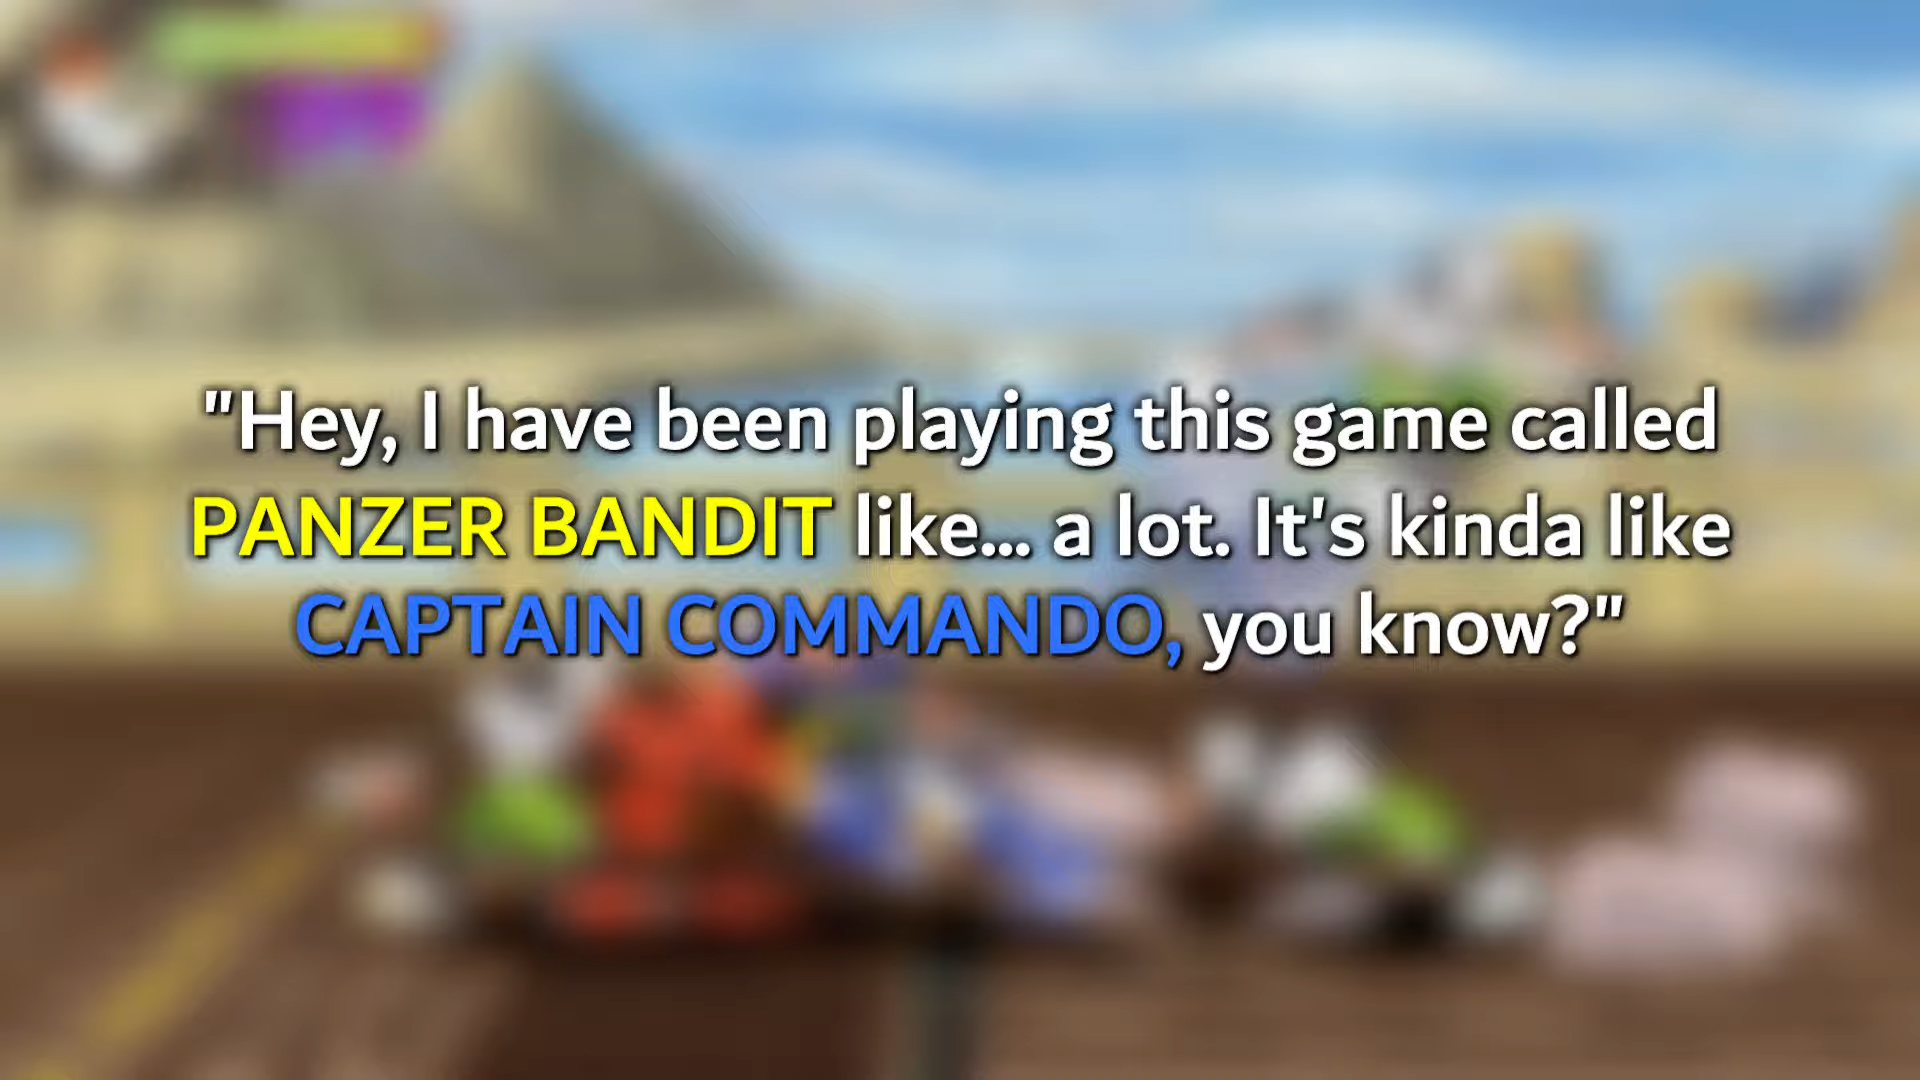 "Hey, I have been playing this game called
PANZER BANDIT like... a lot. It's kinda like
CAPTAIN COMMANDO, you know?"